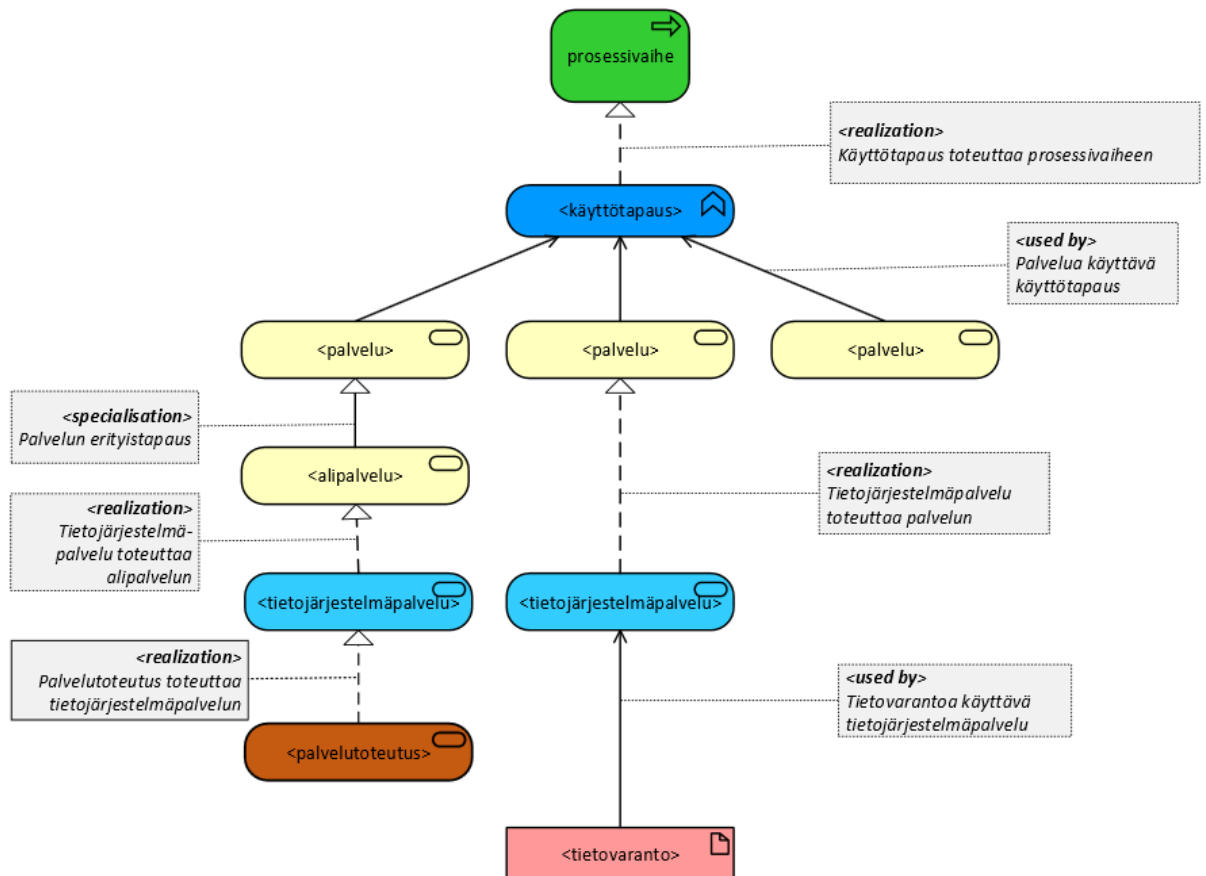 prosessivaihe
<realization>
Käyttötapaus toteuttaa prosessivaiheen
<käyttötapaus>
<used by>
Palvelua käyttävä
käyttötapaus
<palvelu>
<palvelu>
<palvelu>
<specialisation>
Palvelun erityistapaus
<alipalvelu>
<realization>
Tietojärjestelmäpalvelu
toteuttaa palvelun
<realization>
Tietojärjestelmä-
palvelu toteuttaa
alipalvelun
<tietojärjestelmäpalvelu>
<tietojärjestelmäpalvelu>
<realization>
Palvelutoteutus toteuttaa
tietojärjestelmäpalvelun
<used by>
Tietovarantoa käyttävä
tietojärjestelmäpalvelu
<palvelutoteutus>
<tietovaranto>